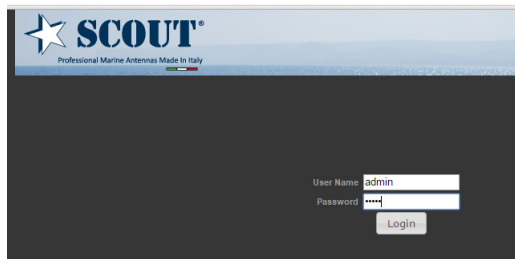 SCOUT®
Professional Marine Antennas Made In Italy
User Name admin
Password •••••
Login